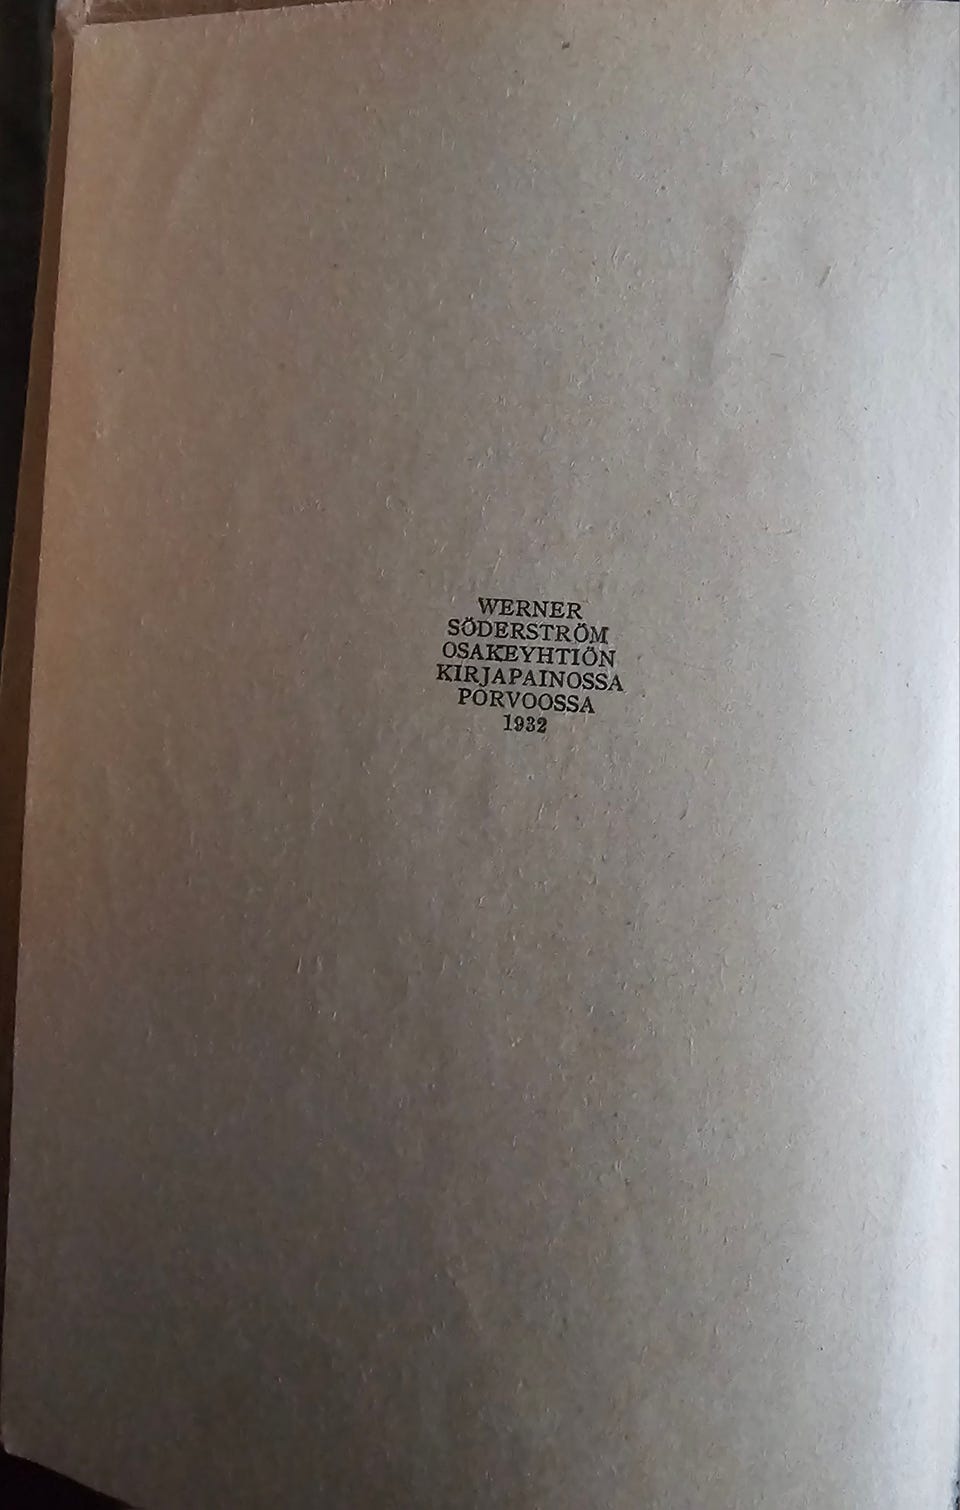 WERNER
SÖDERSTRÖM
OSAKEYHTIÖN
KIRJAPAINOSSA
PORVOOSSA
1932